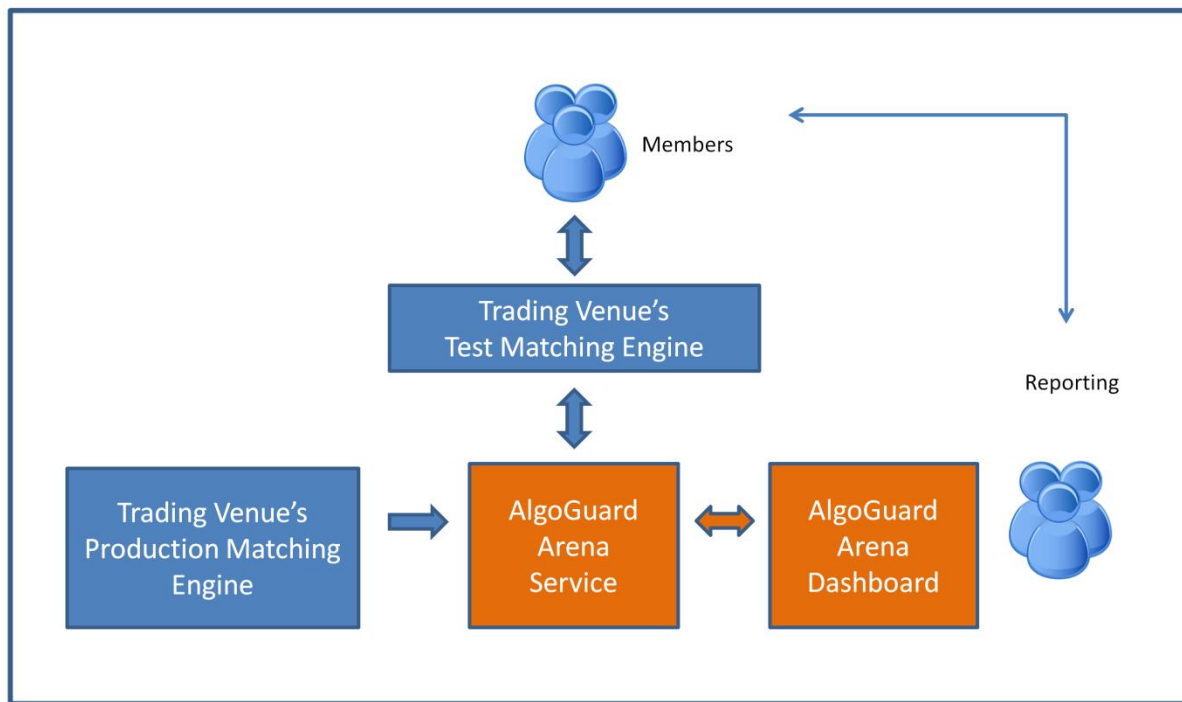 Members
Trading Venue’s
Test Matching Engine
Reporting
Trading Venue’s
Production Matching
Engine
AlgoGuard
Arena
Service
AlgoGuard
Arena
Dashboard